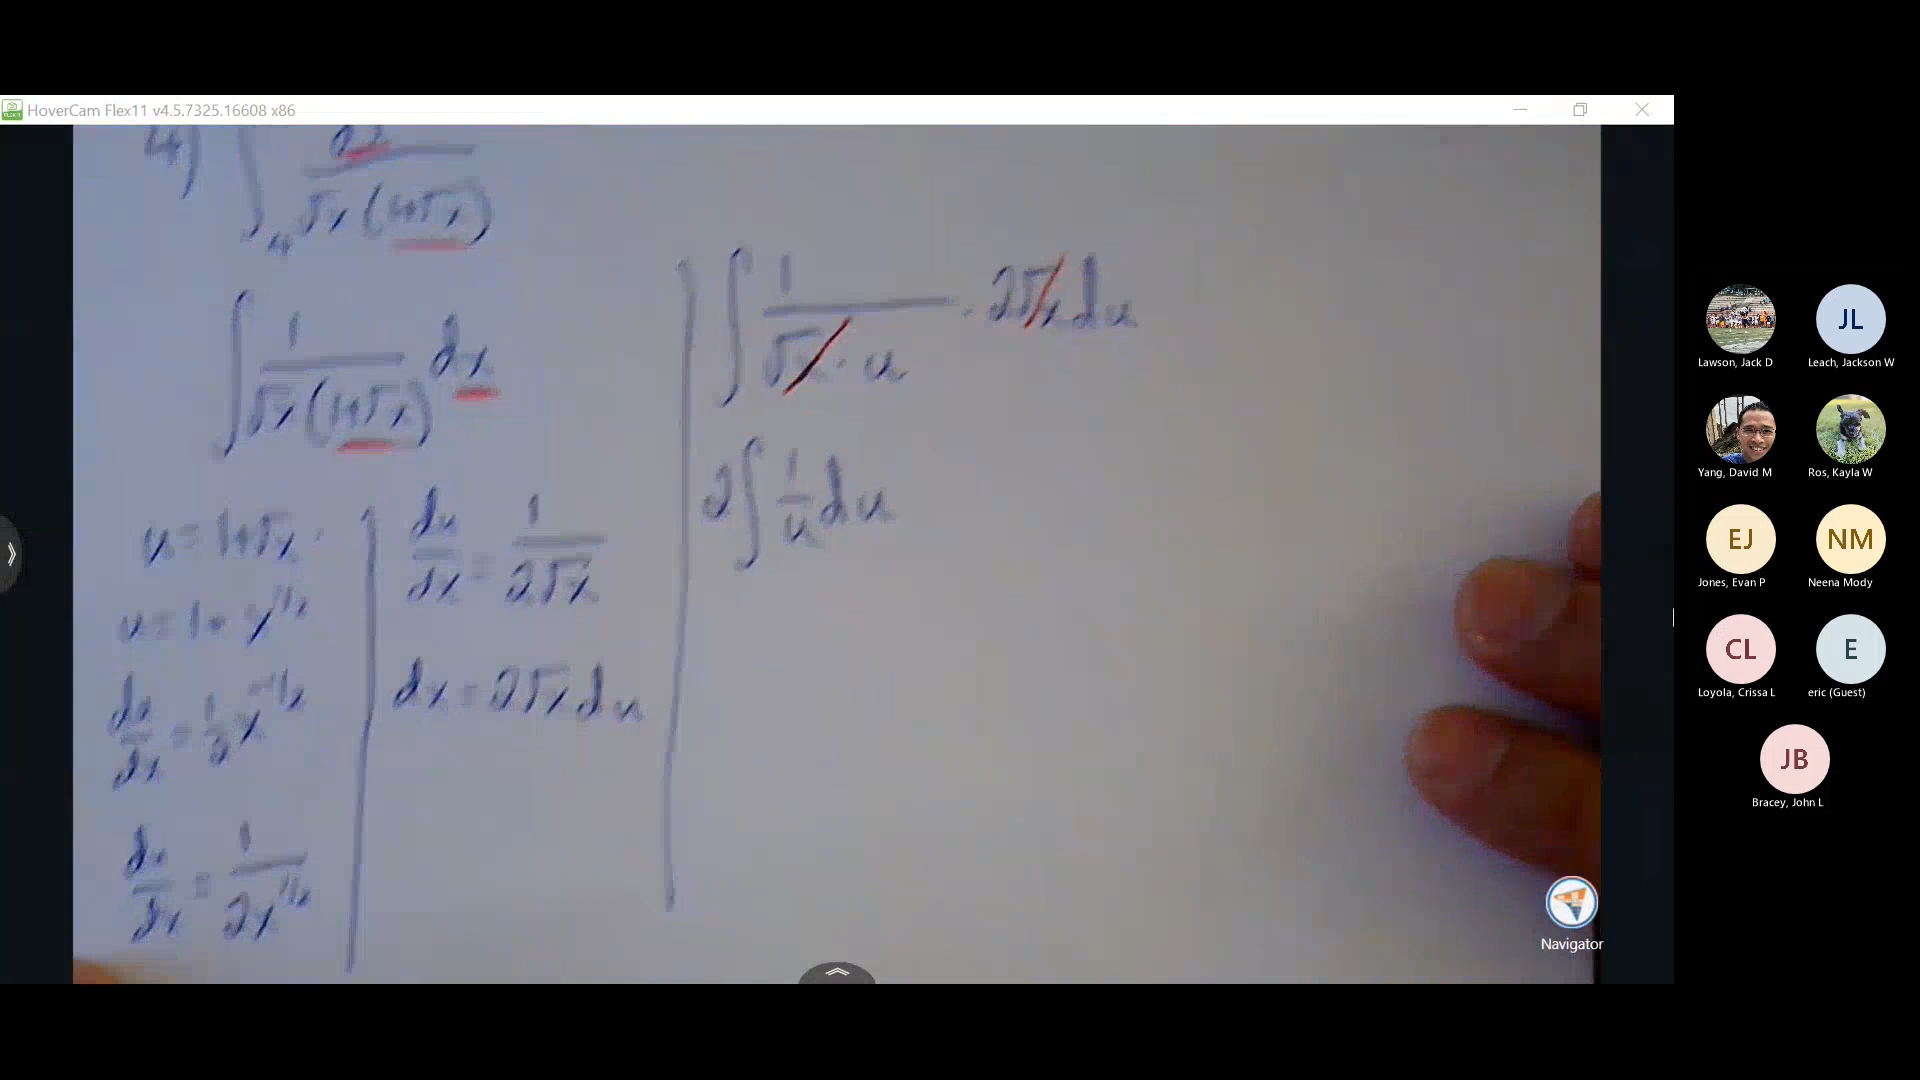 HoverCam Flex11 v4.5.7325.16608 x86
4) ∫ dx
√x(1+√x)
4
∫ 1/(√x(1+√x)) dx
u = 1+√x
u = 1+x^1/2
du/dx = 1/2 x^-1/2
du/dx = 1/(2x^1/2)
du/dx = 1/(2√x)
dx = 2√x du
∫ 1/(√x · u) · 2√x du
2∫ 1/u du
Navigator
Lawson, Jack D
JL
Leach, Jackson W
Yang, David M
Ros, Kayla W
EJ
Jones, Evan P
NM
Neena Mody
CL
Loyola, Crissa L
E
eric (Guest)
JB
Bracey, John L